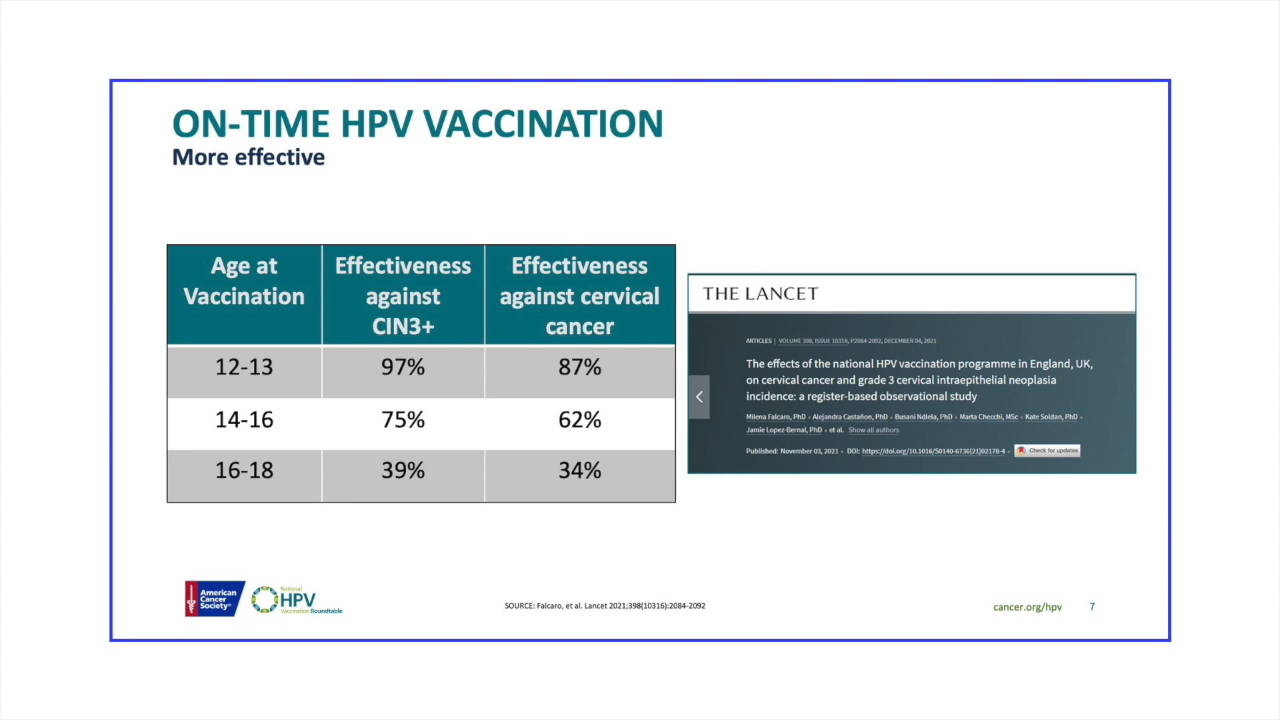 ON-TIME HPV VACCINATION
More effective
Age at
Vaccination
Effectiveness
against
CIN3+
Effectiveness
against cervical
cancer
12-13 97% 87%
14-16 75% 62%
16-18 39% 34%
THE LANCET
ARTICLES | VOLUME 398, ISSUE 10316, P2084-2092, DECEMBER 04, 2021
The effects of the national HPV vaccination programme in England, UK,
on cervical cancer and grade 3 cervical intraepithelial neoplasia
incidence: a register-based observational study
Milena Falcaro, PhD • Alejandra Castañon, PhD • Busani Ndlela, PhD • Marta Checchi, MSc • Kate Soldan, PhD •
Jamie Lopez-Bernal, PhD • et al. Show all authors
Published: November 03, 2021 • DOI: https://doi.org/10.1016/S0140-6736(21)02178-4 •
Check for updates
American
Cancer
Society®
National
HPV
Vaccination Roundtable
SOURCE: Falcaro, et al. Lancet 2021;398(10316):2084-2092
cancer.org/hpv 7